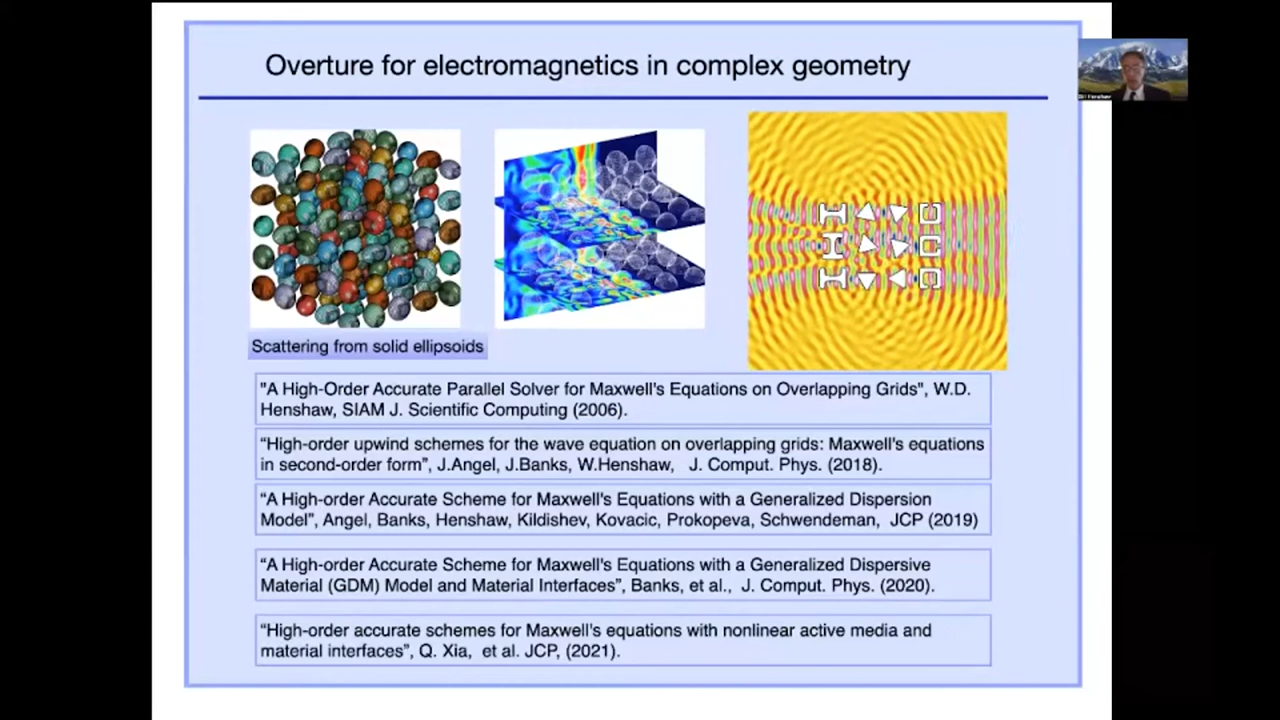 Overture for electromagnetics in complex geometry
Bill Henshaw
Scattering from solid ellipsoids
"A High-Order Accurate Parallel Solver for Maxwell's Equations on Overlapping Grids", W.D.
Henshaw, SIAM J. Scientific Computing (2006).
“High-order upwind schemes for the wave equation on overlapping grids: Maxwell's equations
in second-order form”, J.Angel, J.Banks, W.Henshaw, J. Comput. Phys. (2018).
“A High-order Accurate Scheme for Maxwell's Equations with a Generalized Dispersion
Model”, Angel, Banks, Henshaw, Kildishev, Kovacic, Prokopeva, Schwendeman, JCP (2019)
“A High-order Accurate Scheme for Maxwell's Equations with a Generalized Dispersive
Material (GDM) Model and Material Interfaces”, Banks, et al., J. Comput. Phys. (2020).
“High-order accurate schemes for Maxwell's equations with nonlinear active media and
material interfaces”, Q. Xia, et al. JCP, (2021).